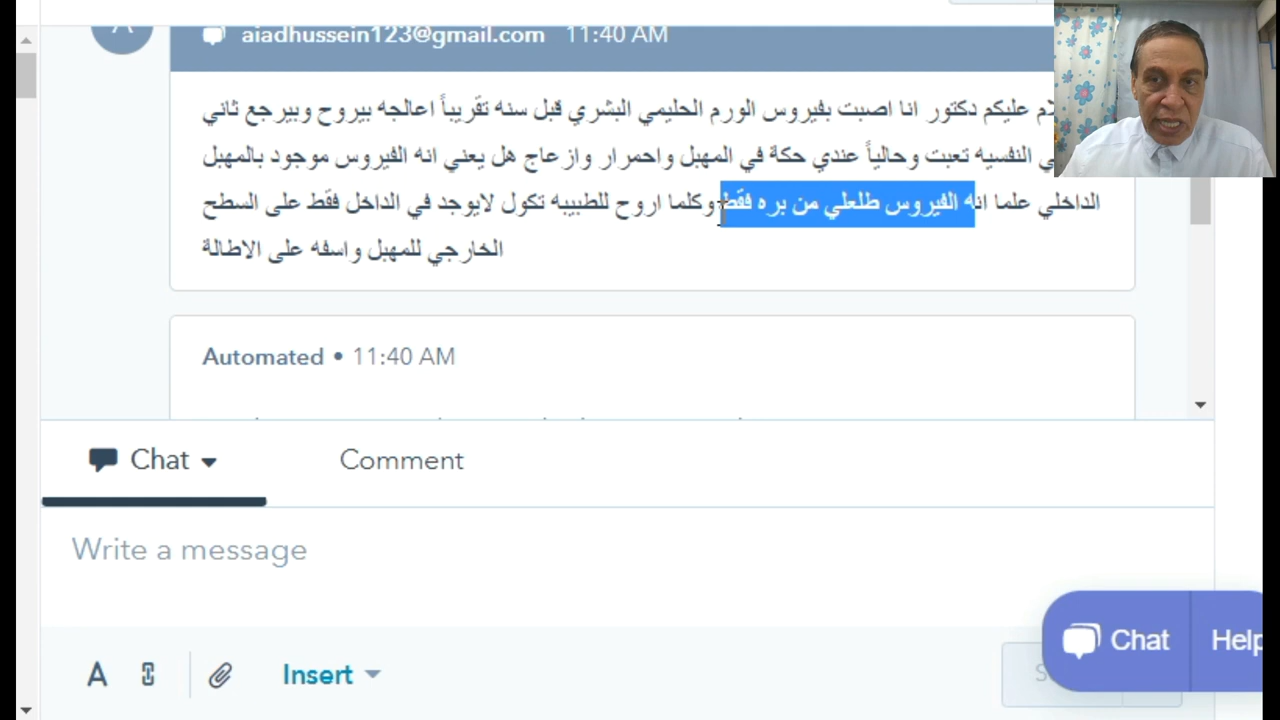 aiadhussein123@gmail.com 11:40 AM
عليكم دكتور انا اصبت بفيروس الورم الحليمي البشري قبل سنه تقريباً اعالجه بيروح وبيرجع ثاني
النفسيه تعبت وحالياً عندي حكة في المهبل واحمرار وازعاج هل يعني انه الفيروس موجود بالمهبل
الداخلي علما انه الفيروس طلعلي من بره فقط وكلما اروح للطبيبه تكول لايوجد في الداخل فقط على السطح
الخارجي للمهبل واسفه على الاطالة
Automated • 11:40 AM
Chat
Comment
Write a message
Chat
A
Insert